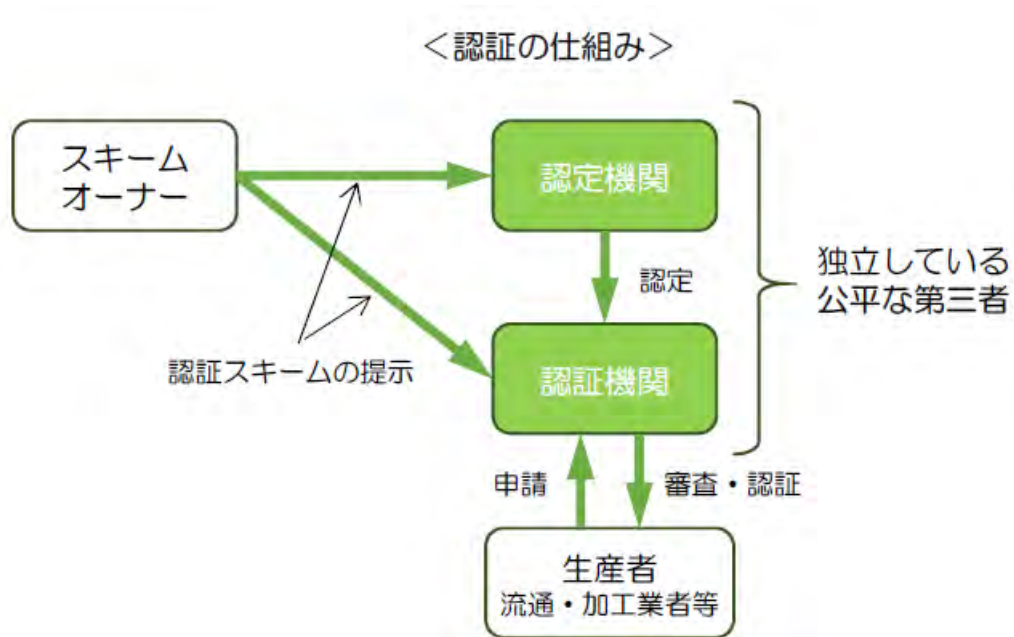 ＜認証の仕組み＞
スキーム
オーナー
認定機関
認定
認証スキームの提示
認証機関
独立している
公平な第三者
申請
審査・認証
生産者
流通・加工業者等